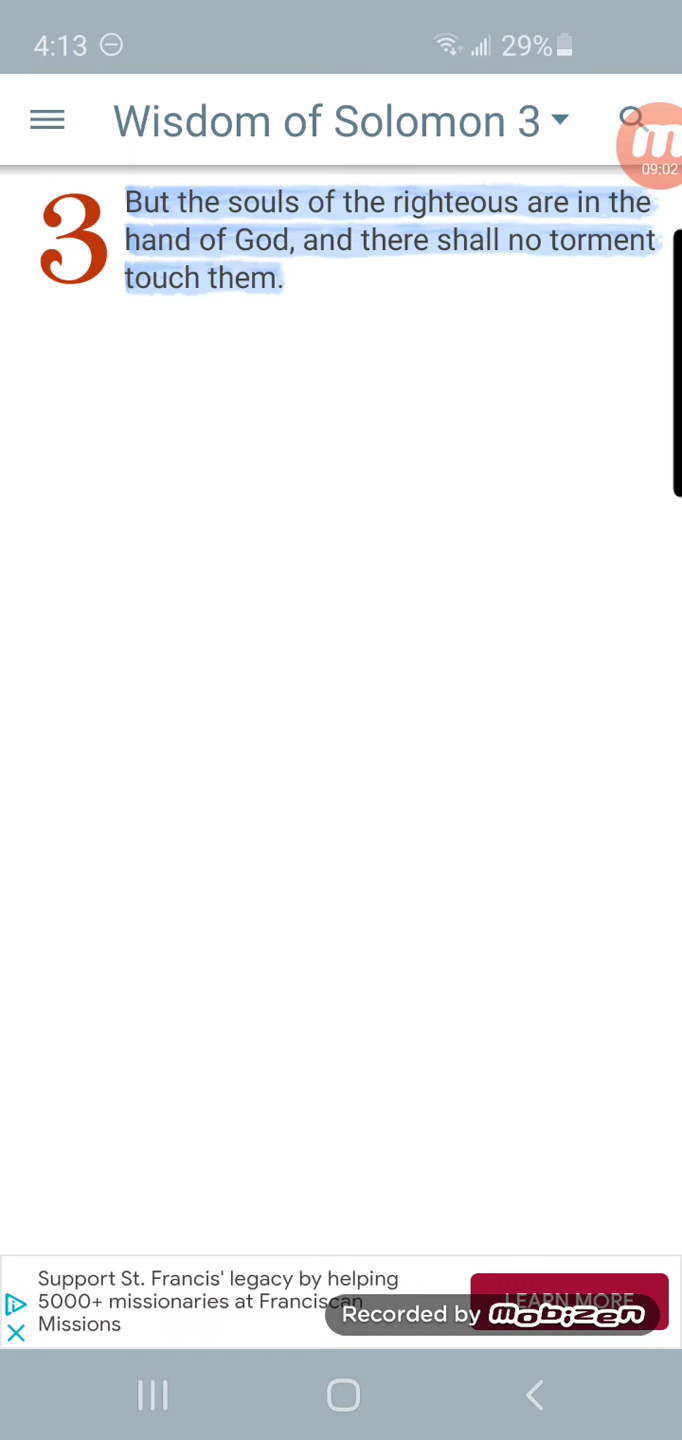 4:13 29%
Wisdom of Solomon 3
m
09:02
3 But the souls of the righteous are in the
hand of God, and there shall no torment
touch them.
Support St. Francis' legacy by helping
5000+ missionaries at Franciscan
Missions
LEARN MORE
Recorded by mobizen